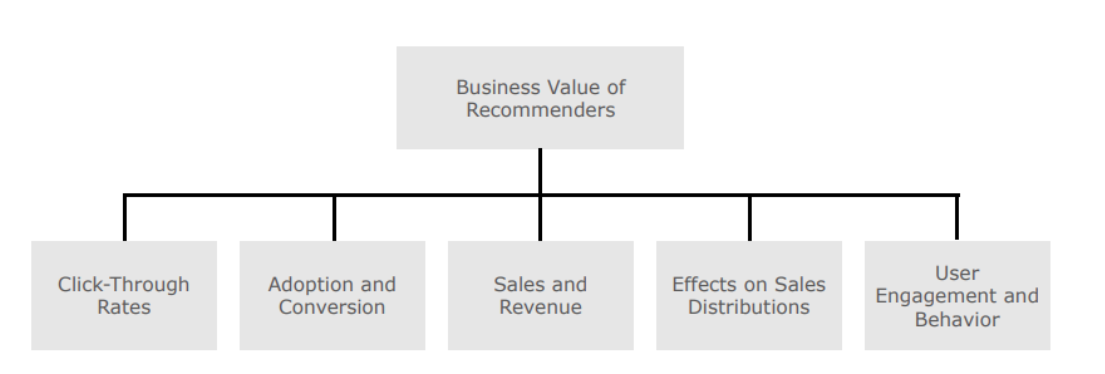 Business Value of
Recommenders
Click-Through
Rates
Adoption and
Conversion
Sales and
Revenue
Effects on Sales
Distributions
User
Engagement and
Behavior